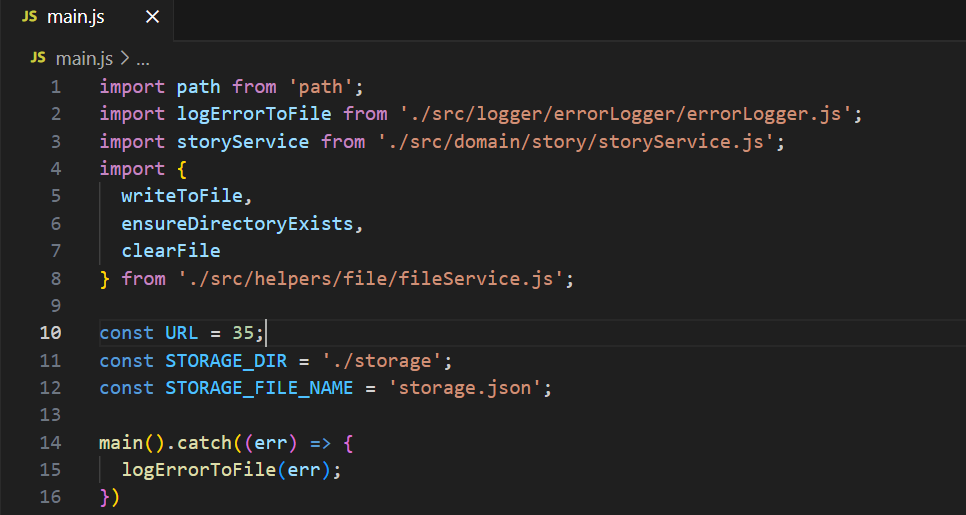 JS main.js ×
JS main.js > ...
1 import path from 'path';
2 import logErrorToFile from './src/logger/errorLogger/errorLogger.js';
3 import storyService from './src/domain/story/storyService.js';
4 import {
5   writeToFile,
6   ensureDirectoryExists,
7   clearFile
8 } from './src/helpers/file/fileService.js';
9
10 const URL = 35;
11 const STORAGE_DIR = './storage';
12 const STORAGE_FILE_NAME = 'storage.json';
13
14 main().catch((err) => {
15   logErrorToFile(err);
16 })